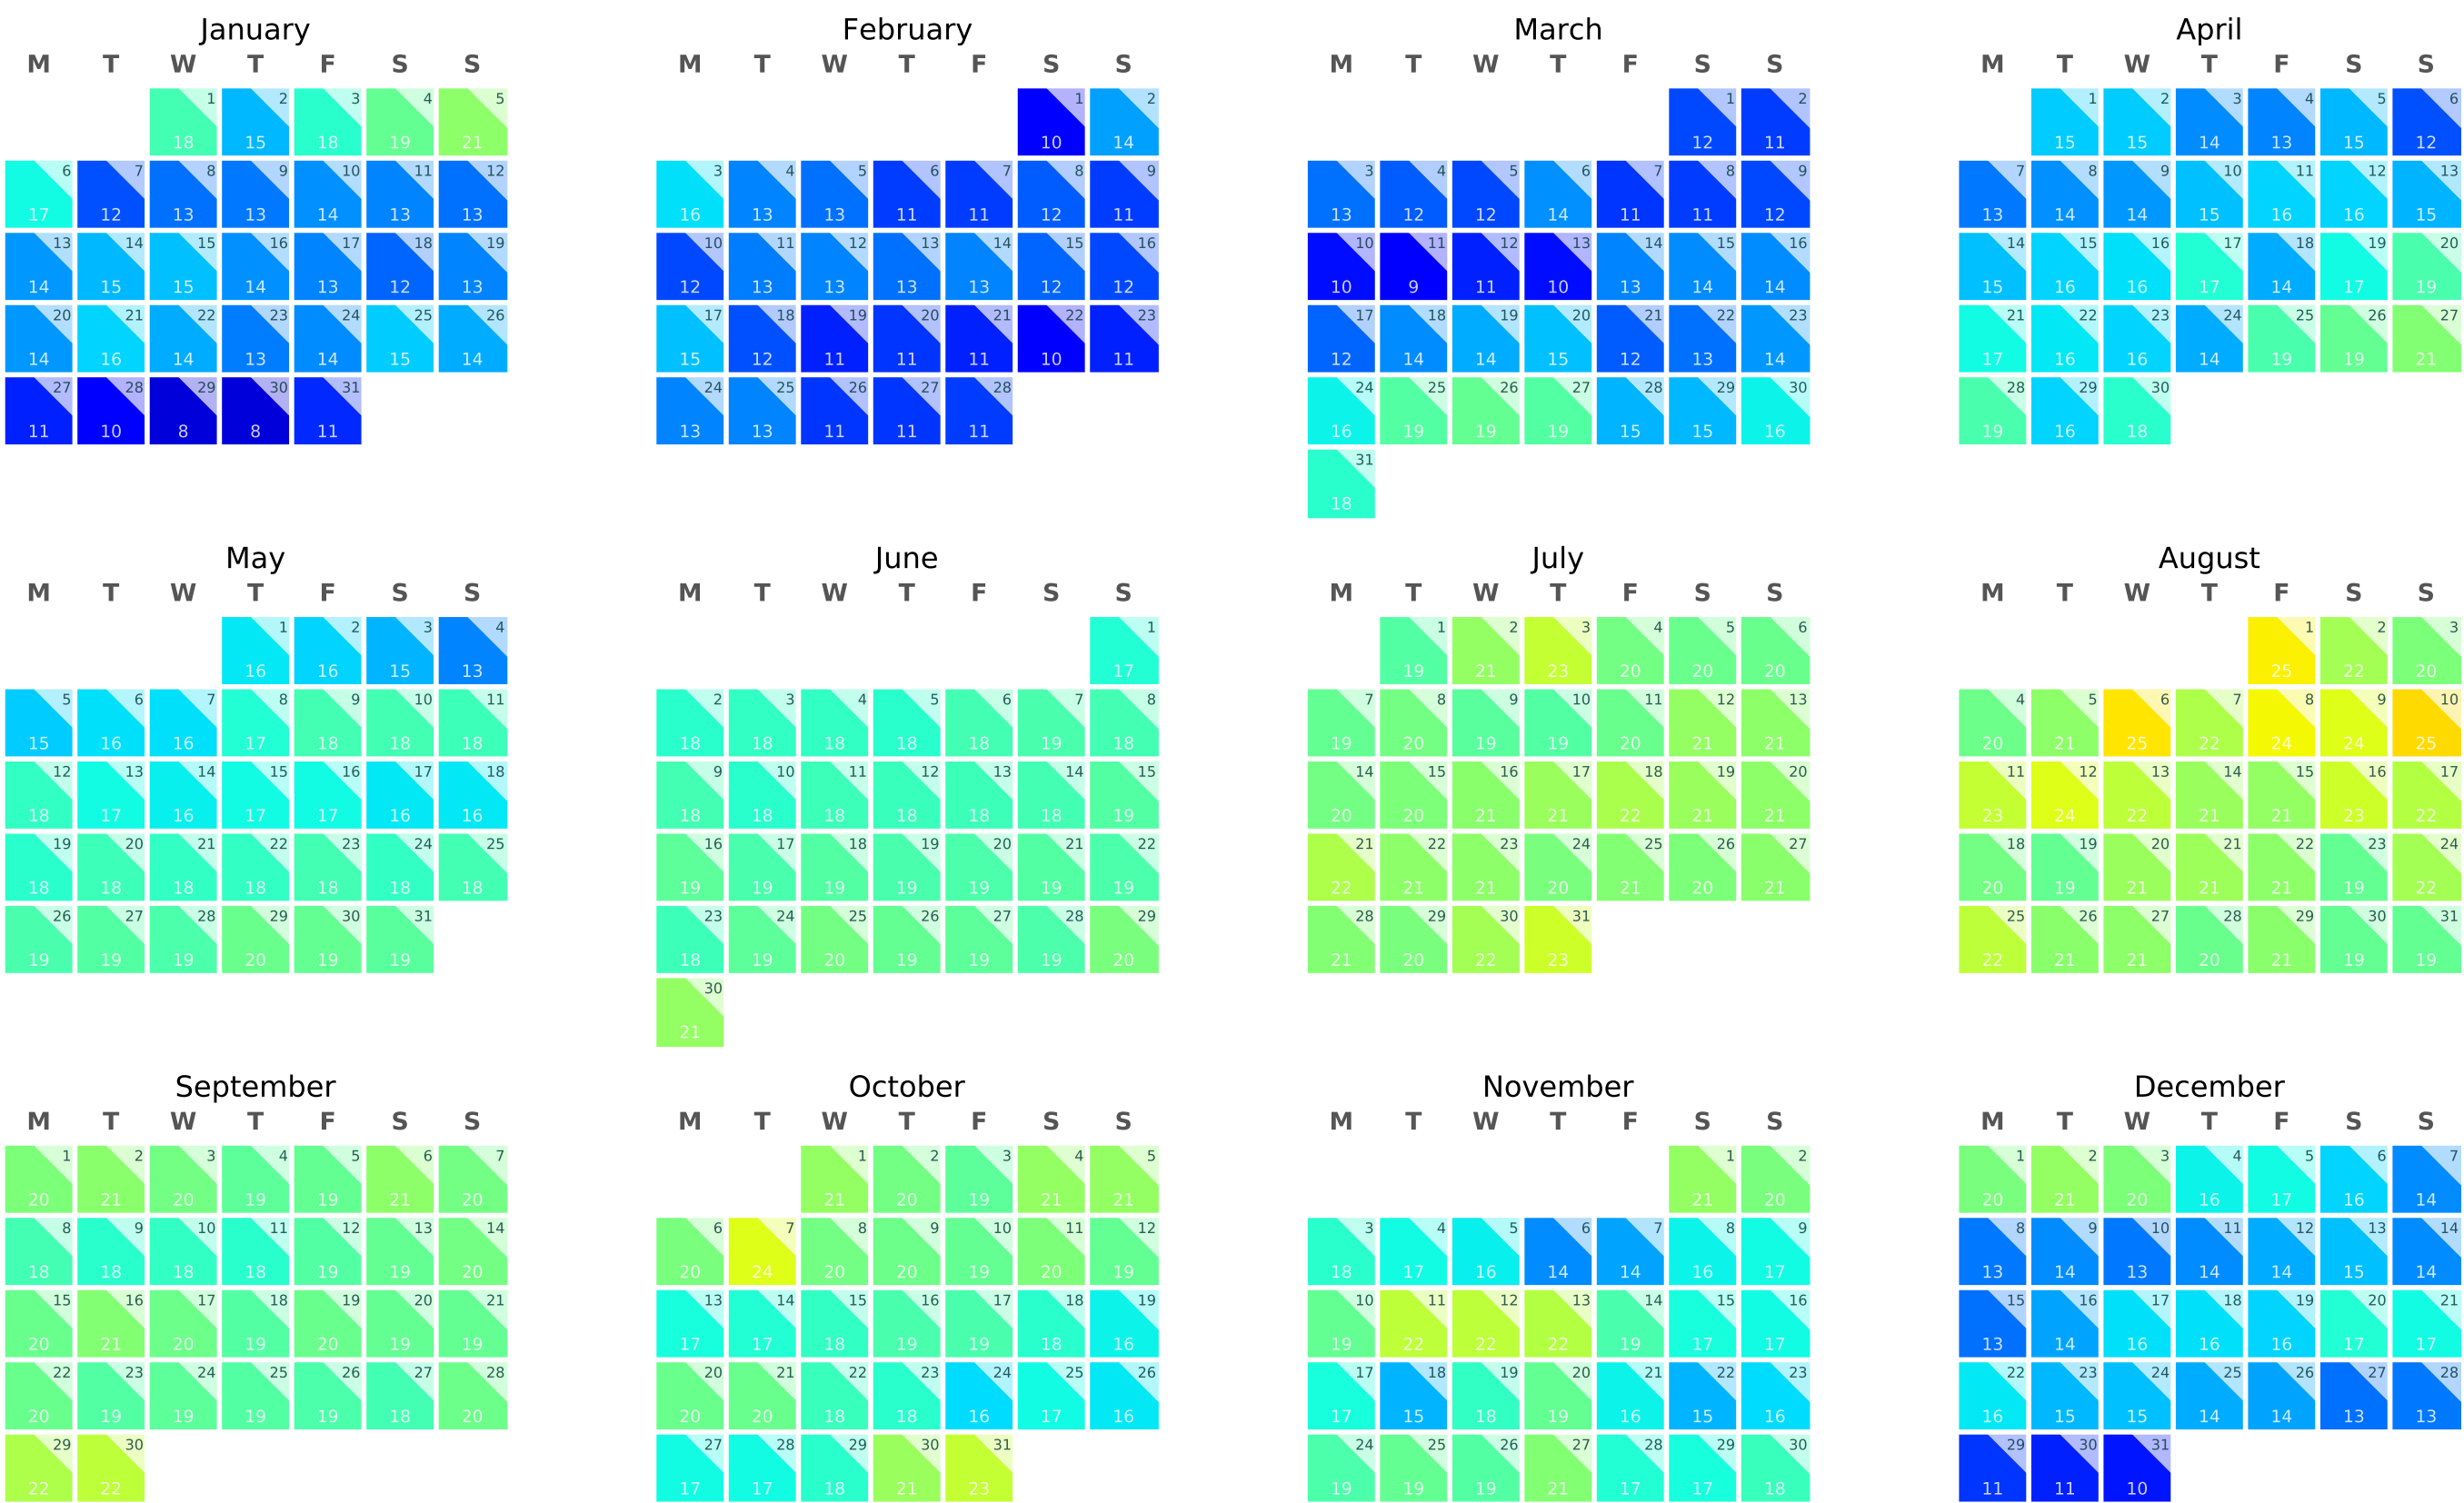 January February March April
M T W T F S S M T W T F S S M T W T F S S M T W T F S S
1 2 3 4 5 1 2 1 2 1 2 3 4 5 6
18 15 18 19 21 10 14 12 11 15 15 14 13 15 12
6 7 8 9 10 11 12 3 4 5 6 7 8 9 3 4 5 6 7 8 9 7 8 9 10 11 12 13
17 12 13 13 14 13 13 16 13 13 11 11 12 11 13 12 12 14 11 11 12 13 14 14 15 16 16 15
13 14 15 16 17 18 19 10 11 12 13 14 15 16 10 11 12 13 14 15 16 14 15 16 17 18 19 20
14 15 15 14 13 12 13 12 13 13 13 13 12 12 10 9 11 10 13 14 14 15 16 16 17 14 17 19
20 21 22 23 24 25 26 17 18 19 20 21 22 23 17 18 19 20 21 22 23 21 22 23 24 25 26 27
14 16 14 13 14 15 14 15 12 11 11 11 10 11 12 14 14 15 12 13 14 17 16 16 14 19 19 21
27 28 29 30 31 24 25 26 27 28 24 25 26 27 28 29 30 28 29 30
11 10 8 8 11 13 13 11 11 11 16 19 19 19 15 15 16 19 16 18
31
18
May June July August
M T W T F S S M T W T F S S M T W T F S S M T W T F S S
1 2 3 4 1 1 2 3 4 5 6 1 2 3
16 16 15 13 17 19 21 23 20 20 20 25 22 20
5 6 7 8 9 10 11 2 3 4 5 6 7 8 7 8 9 10 11 12 13 4 5 6 7 8 9 10
15 16 16 17 18 18 18 18 18 18 18 18 19 18 19 20 19 19 20 21 21 20 21 25 22 24 24 25
12 13 14 15 16 17 18 9 10 11 12 13 14 15 14 15 16 17 18 19 20 11 12 13 14 15 16 17
18 17 16 17 17 16 16 18 18 18 18 18 18 19 20 20 21 21 22 21 21 23 24 22 21 21 23 22
19 20 21 22 23 24 25 16 17 18 19 20 21 22 21 22 23 24 25 26 27 18 19 20 21 22 23 24
18 18 18 18 18 18 18 19 19 19 19 19 19 19 22 21 21 20 21 20 21 20 19 21 21 21 19 22
26 27 28 29 30 31 23 24 25 26 27 28 29 28 29 30 31 25 26 27 28 29 30 31
19 19 19 20 19 19 18 19 20 19 19 19 20 21 20 22 23 22 21 21 20 21 19 19
30
21
September October November December
M T W T F S S M T W T F S S M T W T F S S M T W T F S S
1 2 3 4 5 6 7 1 2 3 4 5 1 2 1 2 3 4 5 6 7
20 21 20 19 19 21 20 21 20 19 21 21 21 20 20 21 20 16 17 16 14
8 9 10 11 12 13 14 6 7 8 9 10 11 12 3 4 5 6 7 8 9 8 9 10 11 12 13 14
18 18 18 18 19 19 20 20 24 20 20 19 20 19 18 17 16 14 14 16 17 13 14 13 14 14 15 14
15 16 17 18 19 20 21 13 14 15 16 17 18 19 10 11 12 13 14 15 16 15 16 17 18 19 20 21
20 21 20 19 20 19 19 17 17 18 19 19 18 16 19 22 22 22 19 17 17 13 14 16 16 16 17 17
22 23 24 25 26 27 28 20 21 22 23 24 25 26 17 18 19 20 21 22 23 22 23 24 25 26 27 28
20 19 19 19 19 18 20 20 20 18 18 16 17 16 17 15 18 19 16 15 16 16 15 15 14 14 13 13
29 30 27 28 29 30 31 24 25 26 27 28 29 30 29 30 31
22 22 17 17 18 21 23 19 19 19 21 17 17 18 11 11 10